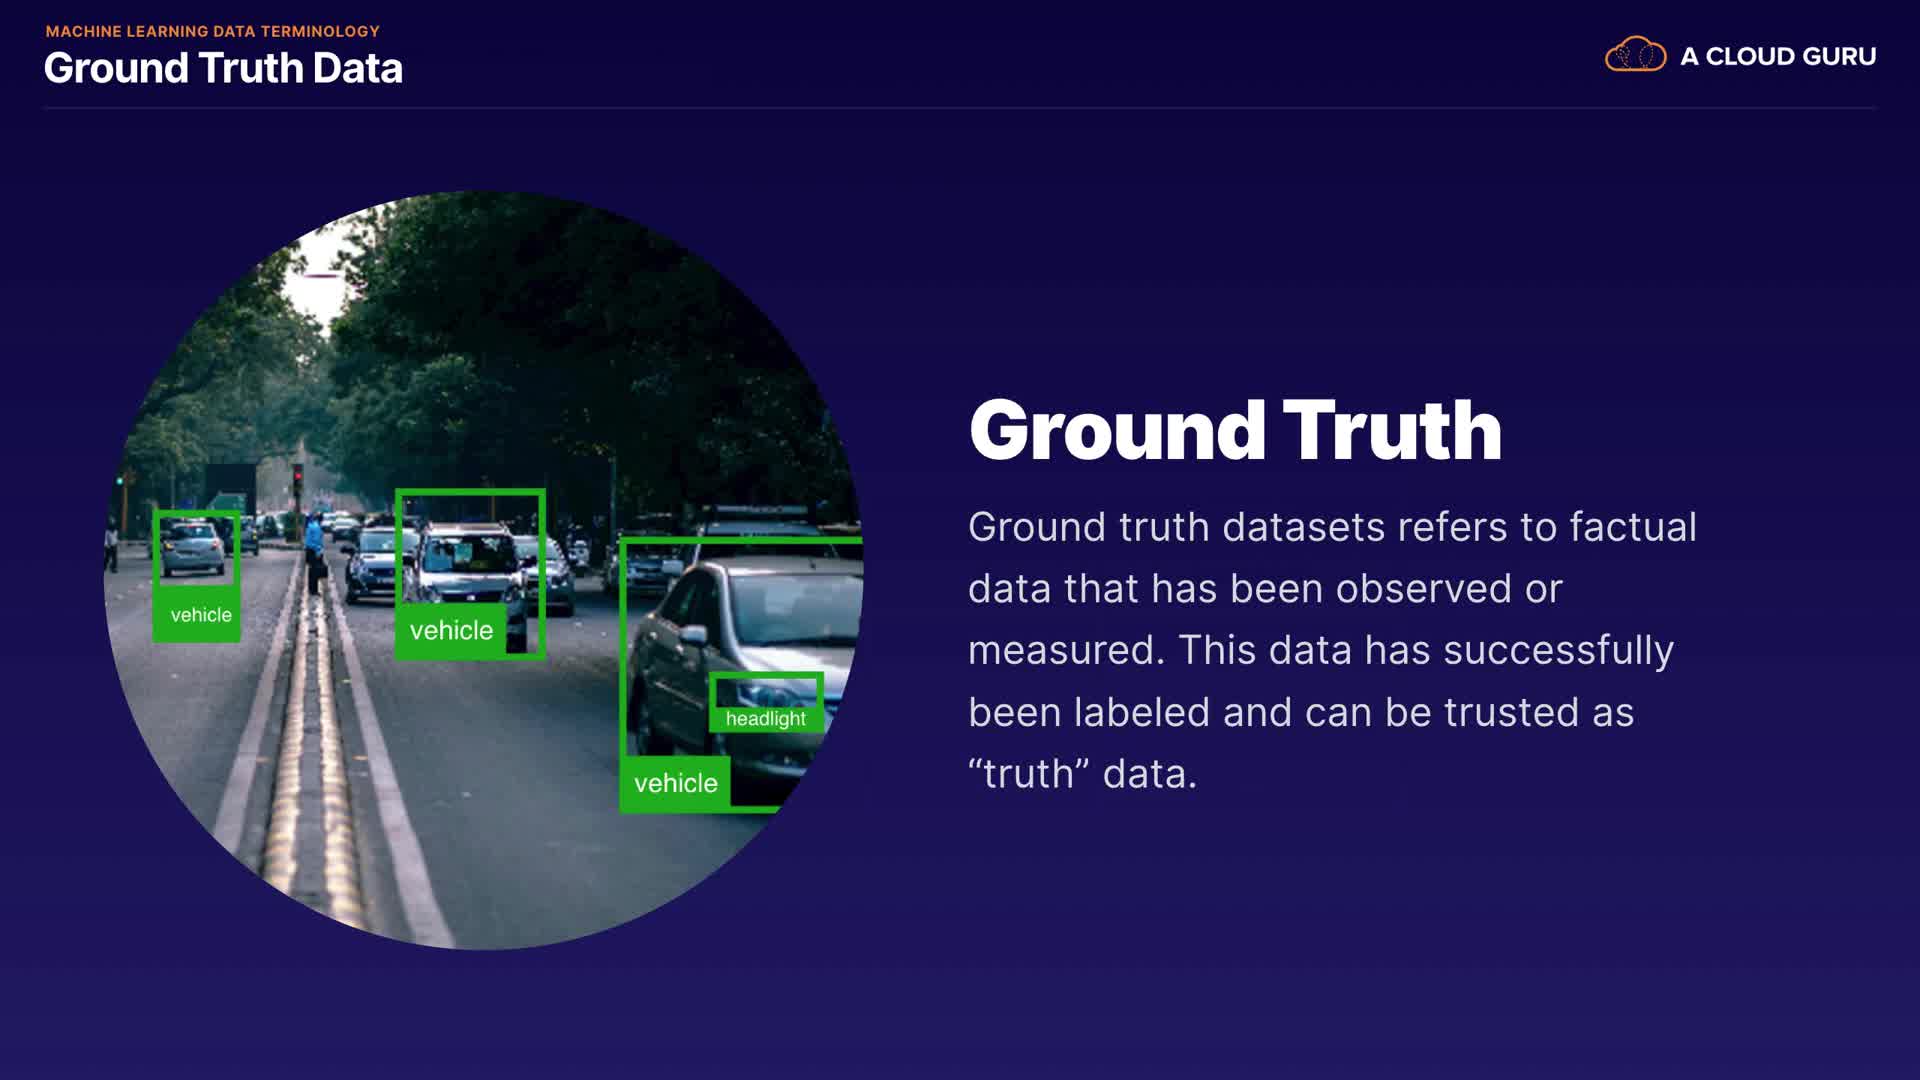 MACHINE LEARNING DATA TERMINOLOGY
Ground Truth Data
A CLOUD GURU
vehicle
vehicle
headlight
vehicle
Ground Truth
Ground truth datasets refers to factual
data that has been observed or
measured. This data has successfully
been labeled and can be trusted as
“truth” data.